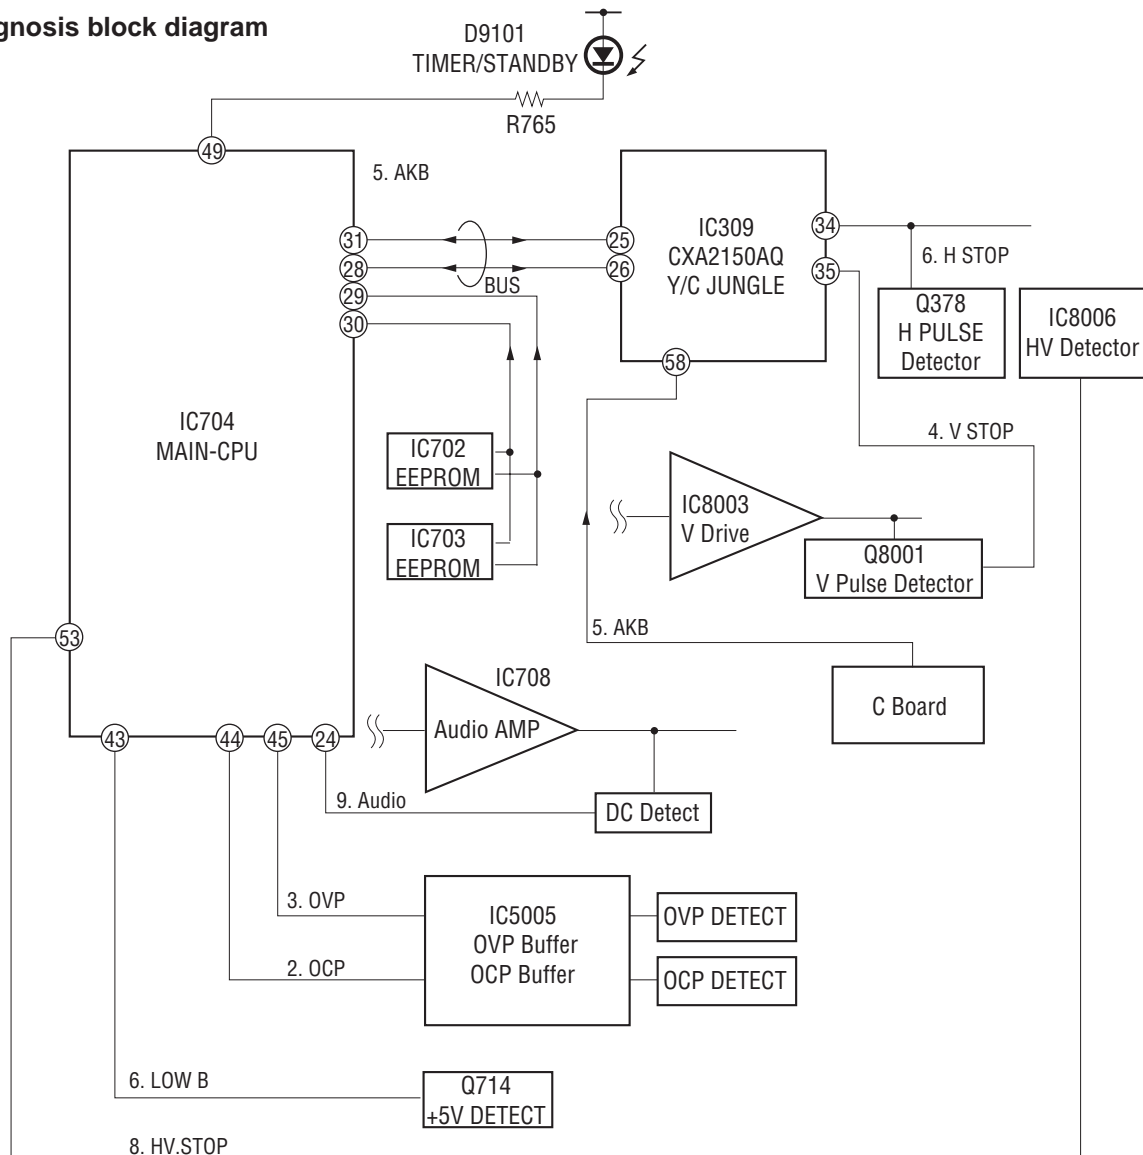 gnosis block diagram
D9101
TIMER/STANDBY
R765
49
5. AKB
31
28
29
30
BUS
25
26
IC309
CXA2150AQ
Y/C JUNGLE
34
35
58
6. H STOP
Q378
H PULSE
Detector
IC8006
HV Detector
IC704
MAIN-CPU
IC702
EEPROM
IC703
EEPROM
4. V STOP
IC8003
V Drive
Q8001
V Pulse Detector
5. AKB
C Board
53
43
44
45
24
IC708
Audio AMP
9. Audio
DC Detect
3. OVP
2. OCP
IC5005
OVP Buffer
OCP Buffer
OVP DETECT
OCP DETECT
6. LOW B
Q714
+5V DETECT
8. HV.STOP